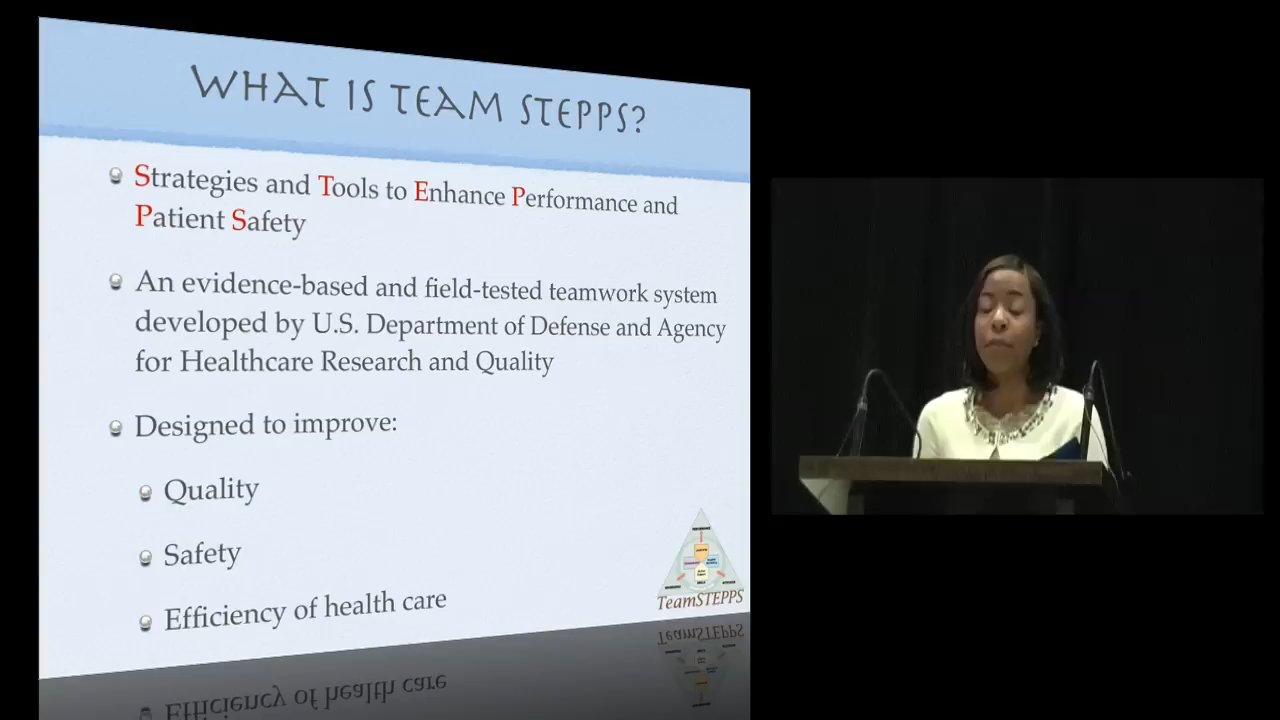 WHAT IS TEAM STEPPS?
Strategies and Tools to Enhance Performance and
Patient Safety
An evidence-based and field-tested teamwork system
developed by U.S. Department of Defense and Agency
for Healthcare Research and Quality
Designed to improve:
Quality
Safety
Efficiency of health care
TeamSTEPPS